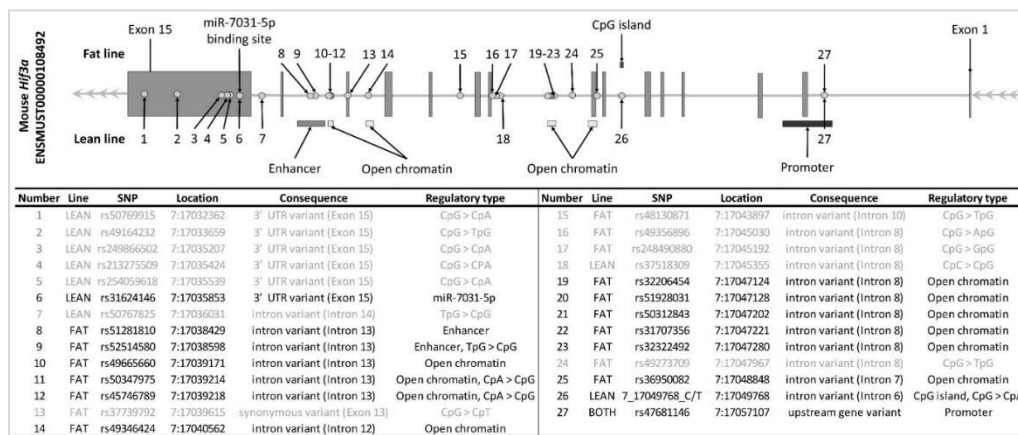 Exon 15
miR-7031-5p
binding site
CpG island
Exon 1
Fat line
8 9 10-12 13 14 15 16 17 19-23 24 25 27
Mouse Hif3a
ENSMUST00000108492
Lean line
1 2 3 4 5 6 7 18 26 27
Enhancer Open chromatin Open chromatin Promoter
Number Line SNP Location Consequence Regulatory type
1 LEAN rs50769915 7:17032362 3' UTR variant (Exon 15) CpG > CpA
2 LEAN rs49164232 7:17033659 3' UTR variant (Exon 15) CpG > TpG
3 LEAN rs249866502 7:17035207 3' UTR variant (Exon 15) CpG > CpA
4 LEAN rs213275509 7:17035424 3' UTR variant (Exon 15) CpG > CPA
5 LEAN rs254059618 7:17035539 3' UTR variant (Exon 15) CpG > CPA
6 LEAN rs31624146 7:17035853 3' UTR variant (Exon 15) miR-7031-5p
7 LEAN rs50767825 7:17036031 intron variant (Intron 14) TpG > CpG
8 FAT rs51281810 7:17038429 intron variant (Intron 13) Enhancer
9 FAT rs52514580 7:17038598 intron variant (Intron 13) Enhancer, TpG > CpG
10 FAT rs49665660 7:17039171 intron variant (Intron 13) Open chromatin
11 FAT rs50347975 7:17039214 intron variant (Intron 13) Open chromatin, CpA > CpG
12 FAT rs45746789 7:17039218 intron variant (Intron 13) Open chromatin, CpA > CpG
13 FAT rs37739792 7:17039615 synonymous variant (Exon 13) CpG > CpT
14 FAT rs49346424 7:17040562 intron variant (Intron 12) Open chromatin
Number Line SNP Location Consequence Regulatory type
15 FAT rs48130871 7:17043897 intron variant (Intron 10) CpG > TpG
16 FAT rs49356896 7:17045030 intron variant (Intron 8) CpG > ApG
17 FAT rs248490880 7:17045192 intron variant (Intron 8) CpG > GpG
18 LEAN rs37518309 7:17045355 intron variant (Intron 8) CpC > CpG
19 FAT rs32206454 7:17047124 intron variant (Intron 8) Open chromatin
20 FAT rs51928031 7:17047128 intron variant (Intron 8) Open chromatin
21 FAT rs50312843 7:17047202 intron variant (Intron 8) Open chromatin
22 FAT rs31707356 7:17047221 intron variant (Intron 8) Open chromatin
23 FAT rs32322492 7:17047280 intron variant (Intron 8) Open chromatin
24 FAT rs49273709 7:17047967 intron variant (Intron 8) CpG > TpG
25 FAT rs36950082 7:17048848 intron variant (Intron 7) Open chromatin
26 LEAN 7_17049768_C/T 7:17049768 intron variant (Intron 6) CpG island, CpG > CpA
27 BOTH rs47681146 7:17057107 upstream gene variant Promoter